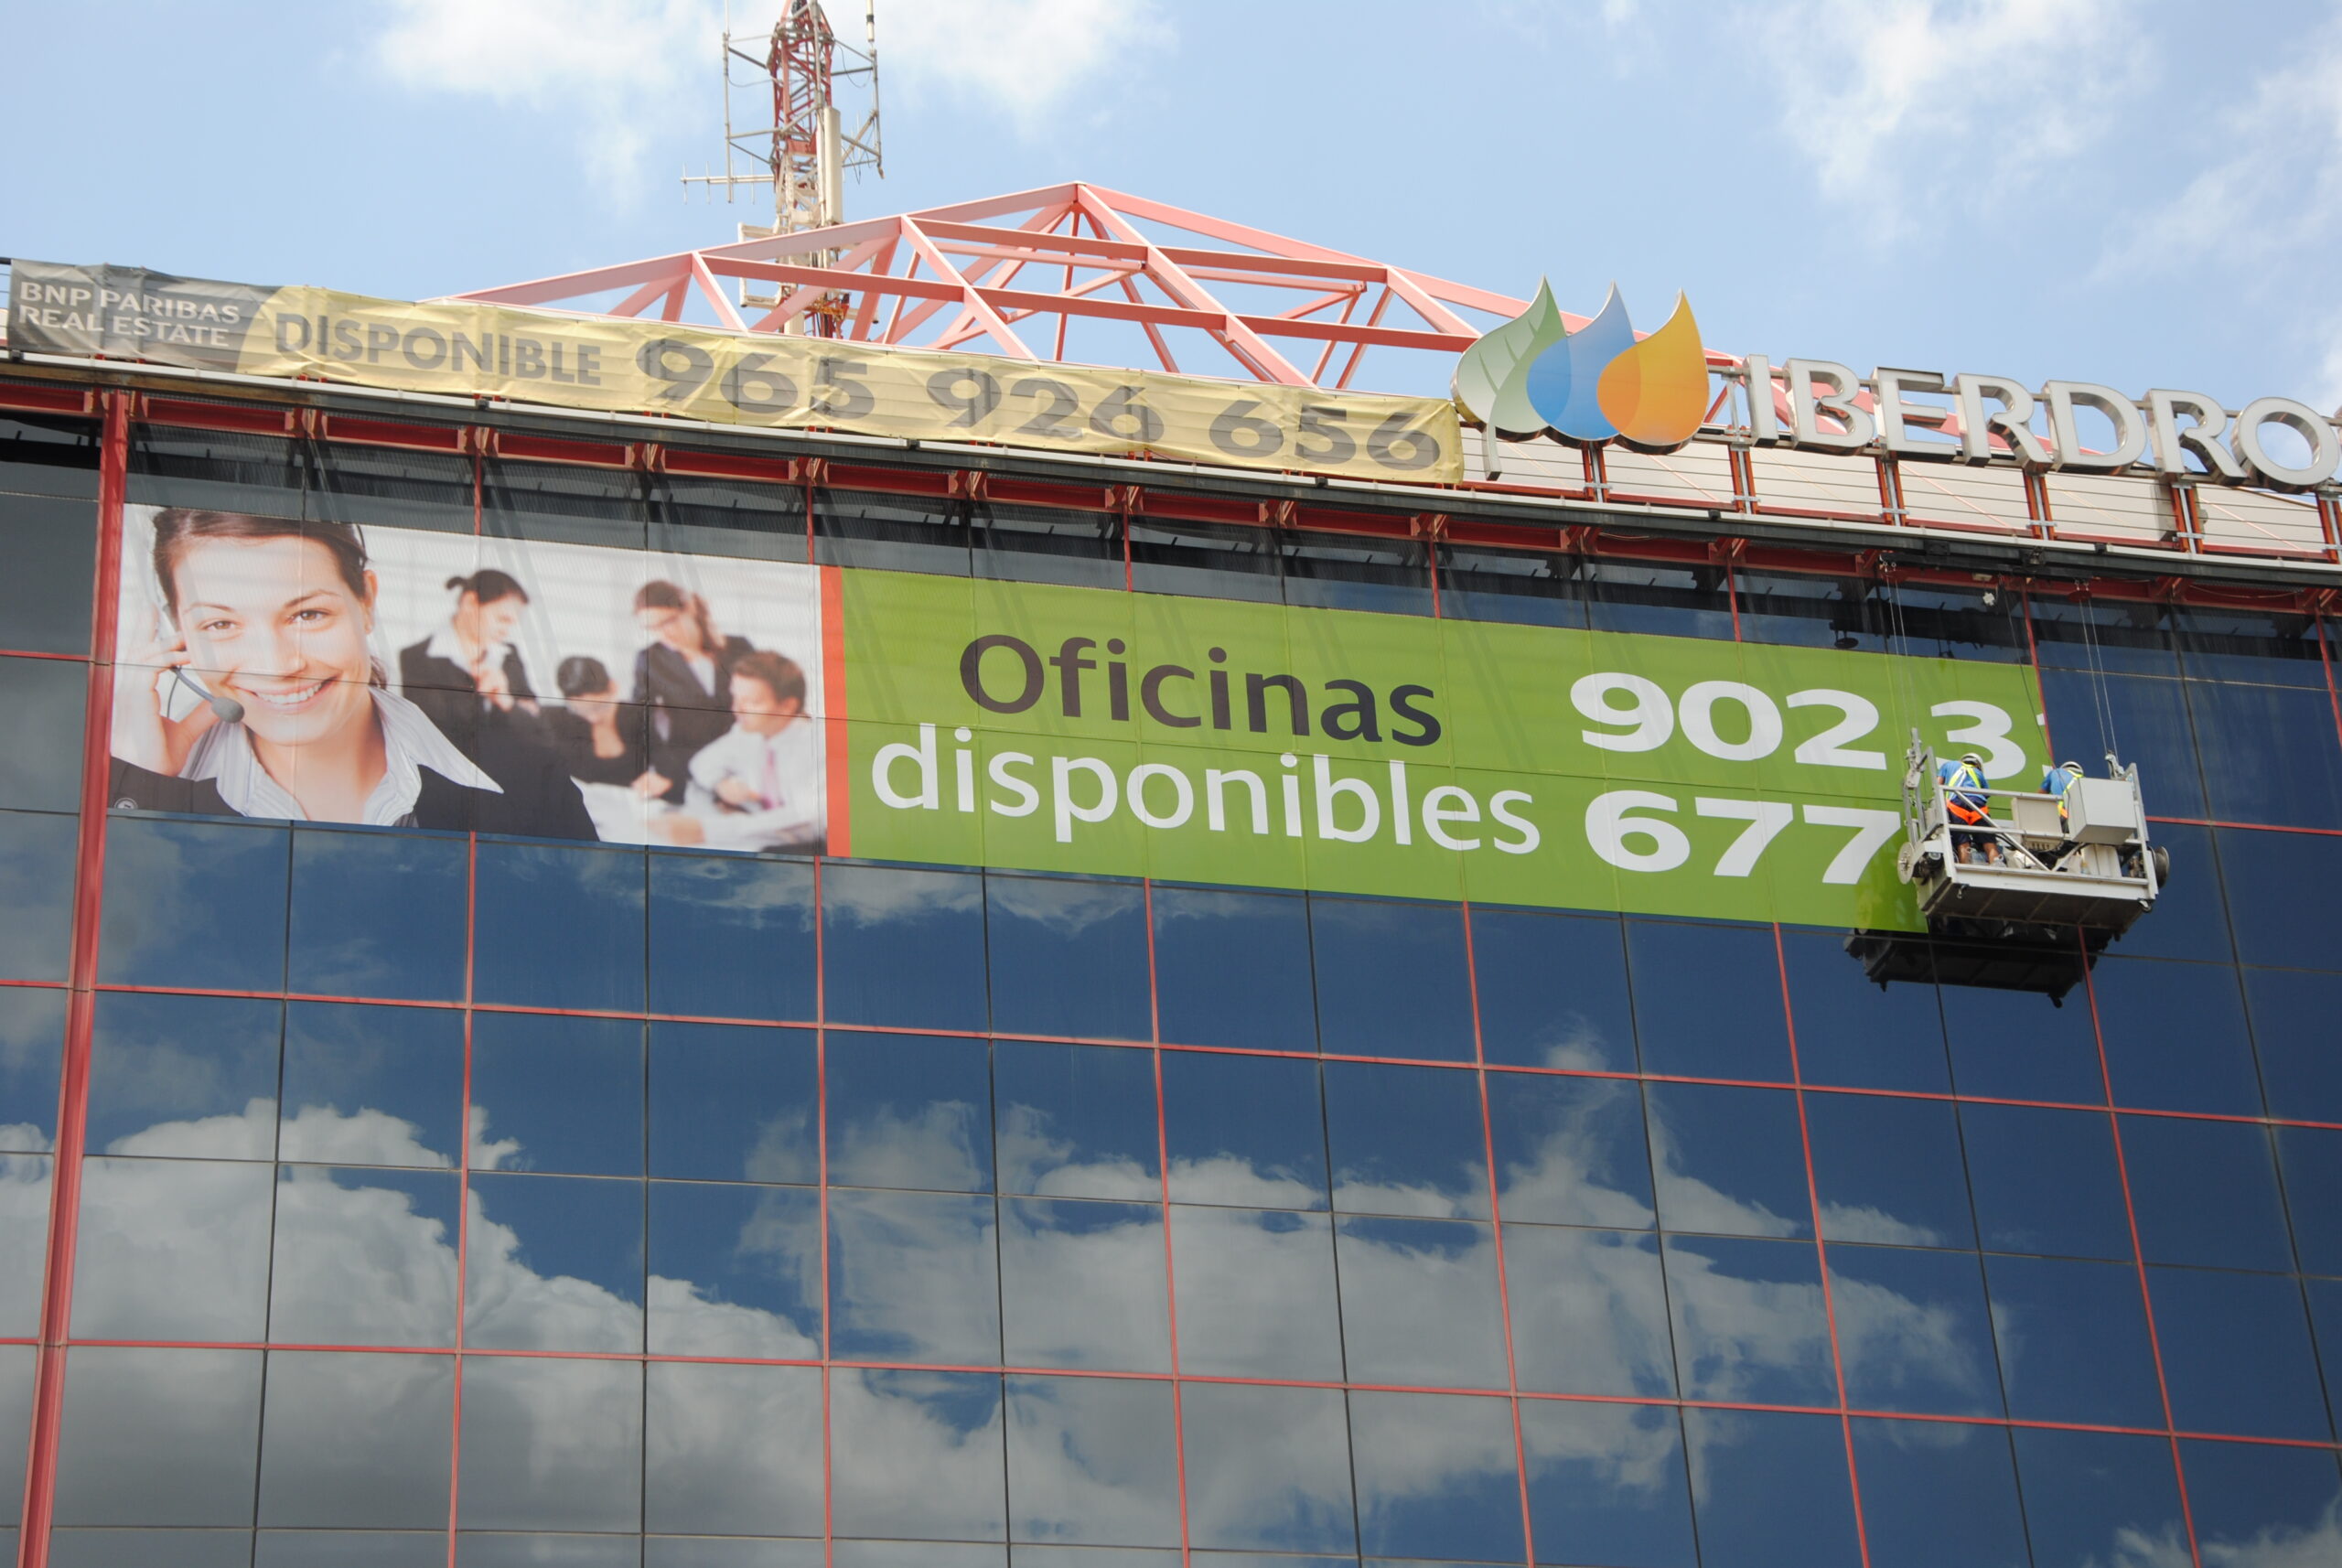 BNP PARIBAS
REAL ESTATE
DISPONIBLE 965 926 656
IBERDRO
Oficinas
disponibles
902 3
677